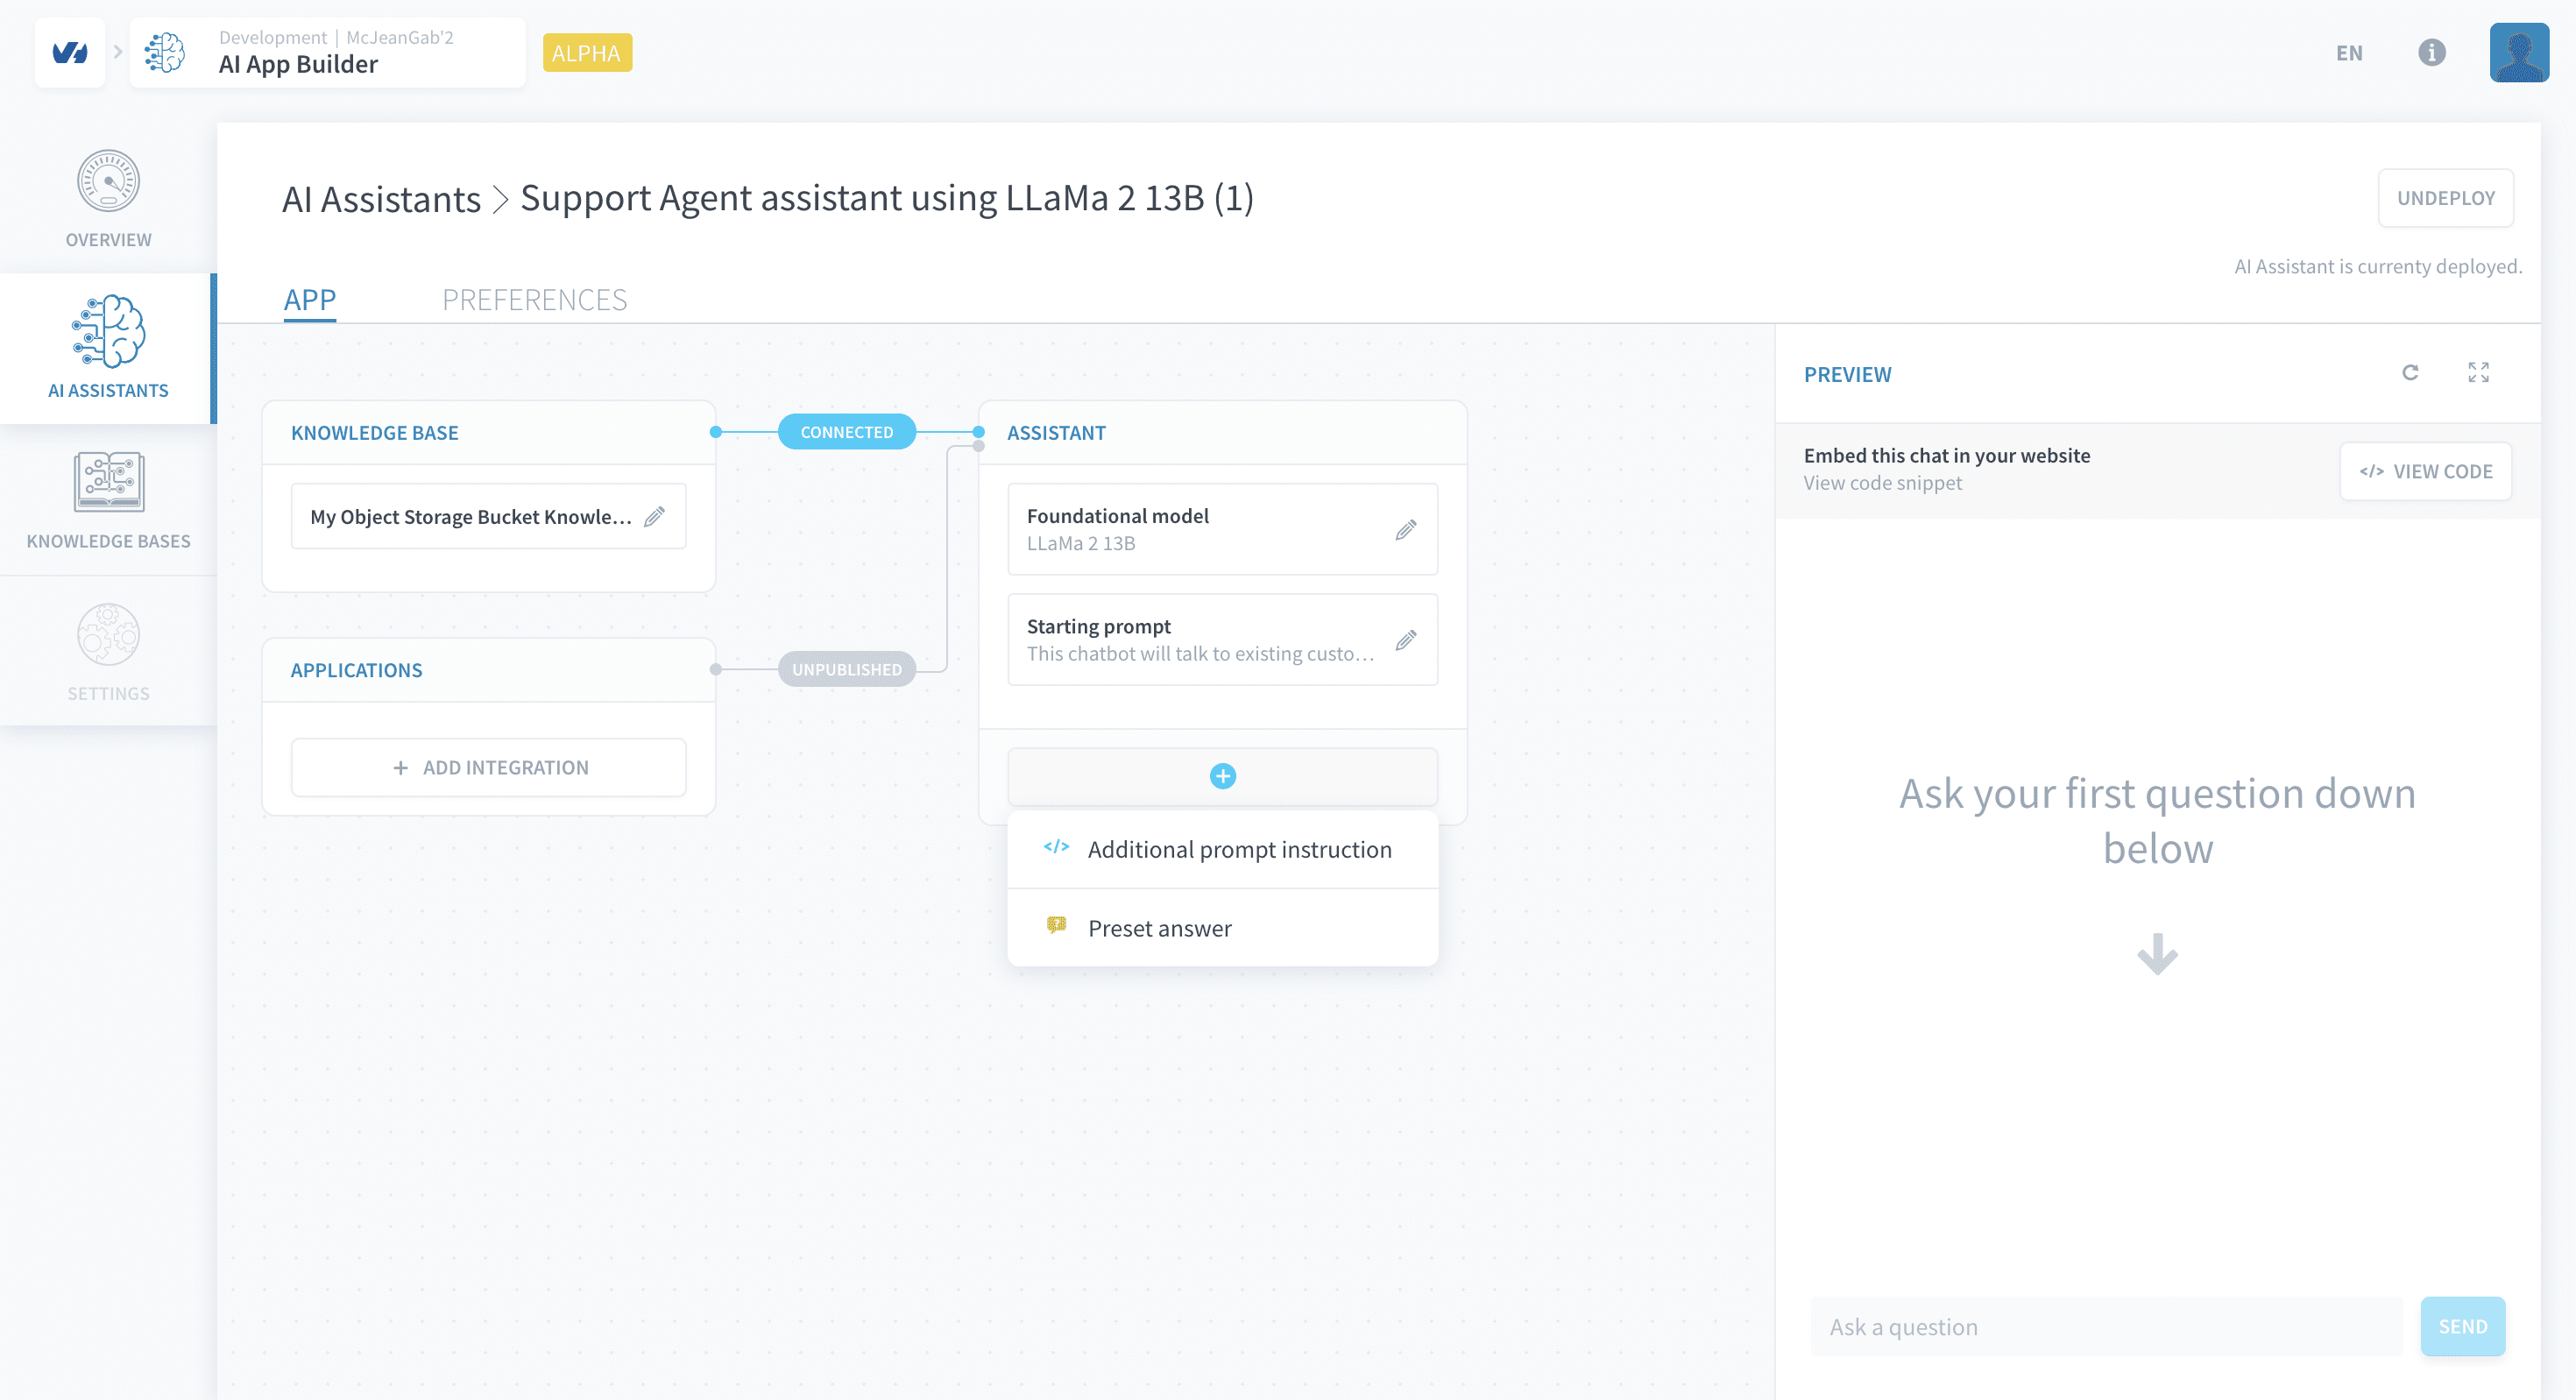 Development | McJeanGab'2
AI App Builder
ALPHA
EN
OVERVIEW
AI ASSISTANTS
KNOWLEDGE BASES
SETTINGS
AI Assistants > Support Agent assistant using LLaMa 2 13B (1)
UNDEPLOY
AI Assistant is currenty deployed.
APP
PREFERENCES
KNOWLEDGE BASE
My Object Storage Bucket Knowle...
CONNECTED
APPLICATIONS
+ ADD INTEGRATION
UNPUBLISHED
ASSISTANT
Foundational model
LLaMa 2 13B
Starting prompt
This chatbot will talk to existing custo...
</> Additional prompt instruction
Preset answer
PREVIEW
Embed this chat in your website
View code snippet
</> VIEW CODE
Ask your first question down
below
Ask a question
SEND